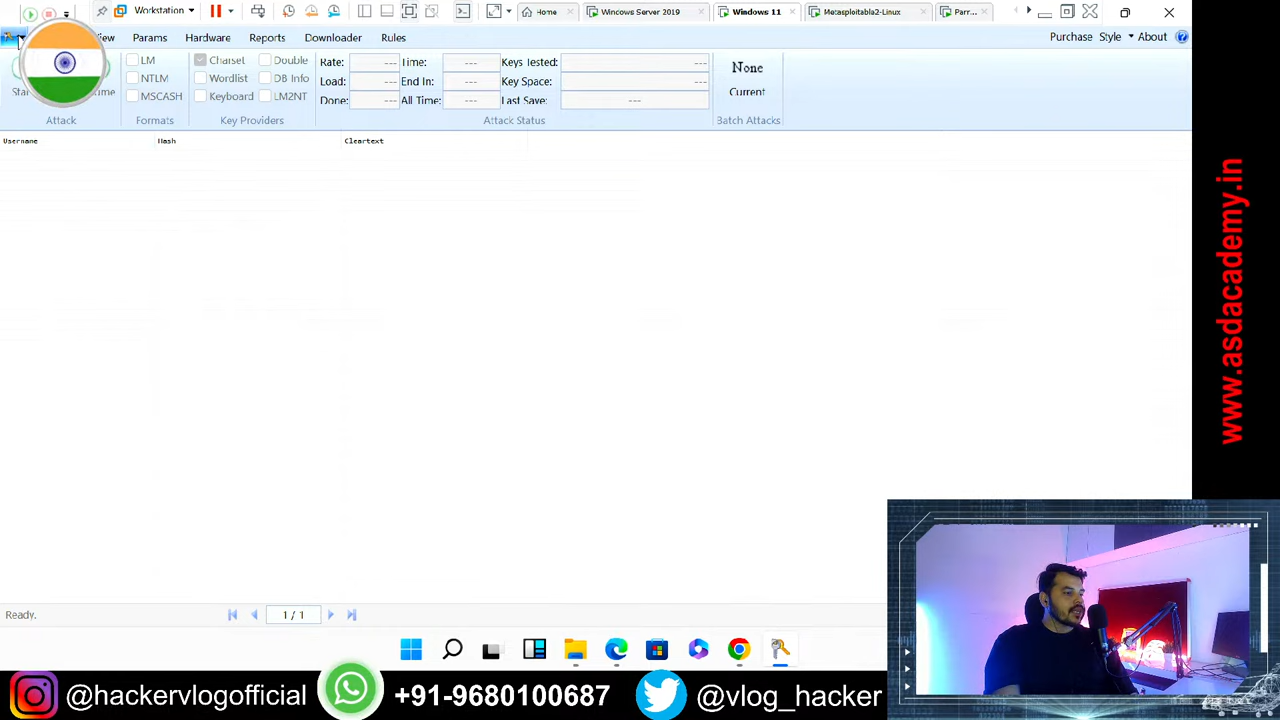 Workstation
Home
Windows Server 2019
Windows 11
Metasploitable2-Linux
Parr...
View
Params
Hardware
Reports
Downloader
Rules
Purchase
Style
About
LM
NTLM
MSCASH
Formats
Charset
Double
Wordlist
DB Info
Keyboard
LM2NT
Key Providers
Rate: ---
Time: ---
Keys Tested: ---
Load: ---
End In: ---
Key Space: ---
Done: ---
All Time: ---
Last Save: ---
Attack Status
None
Current
Batch Attacks
Attack
Username
Hash
Cleartext
www.asdacademy.in
Ready.
1 / 1
@hackervlogofficial
+91-9680100687
@vlog_hacker